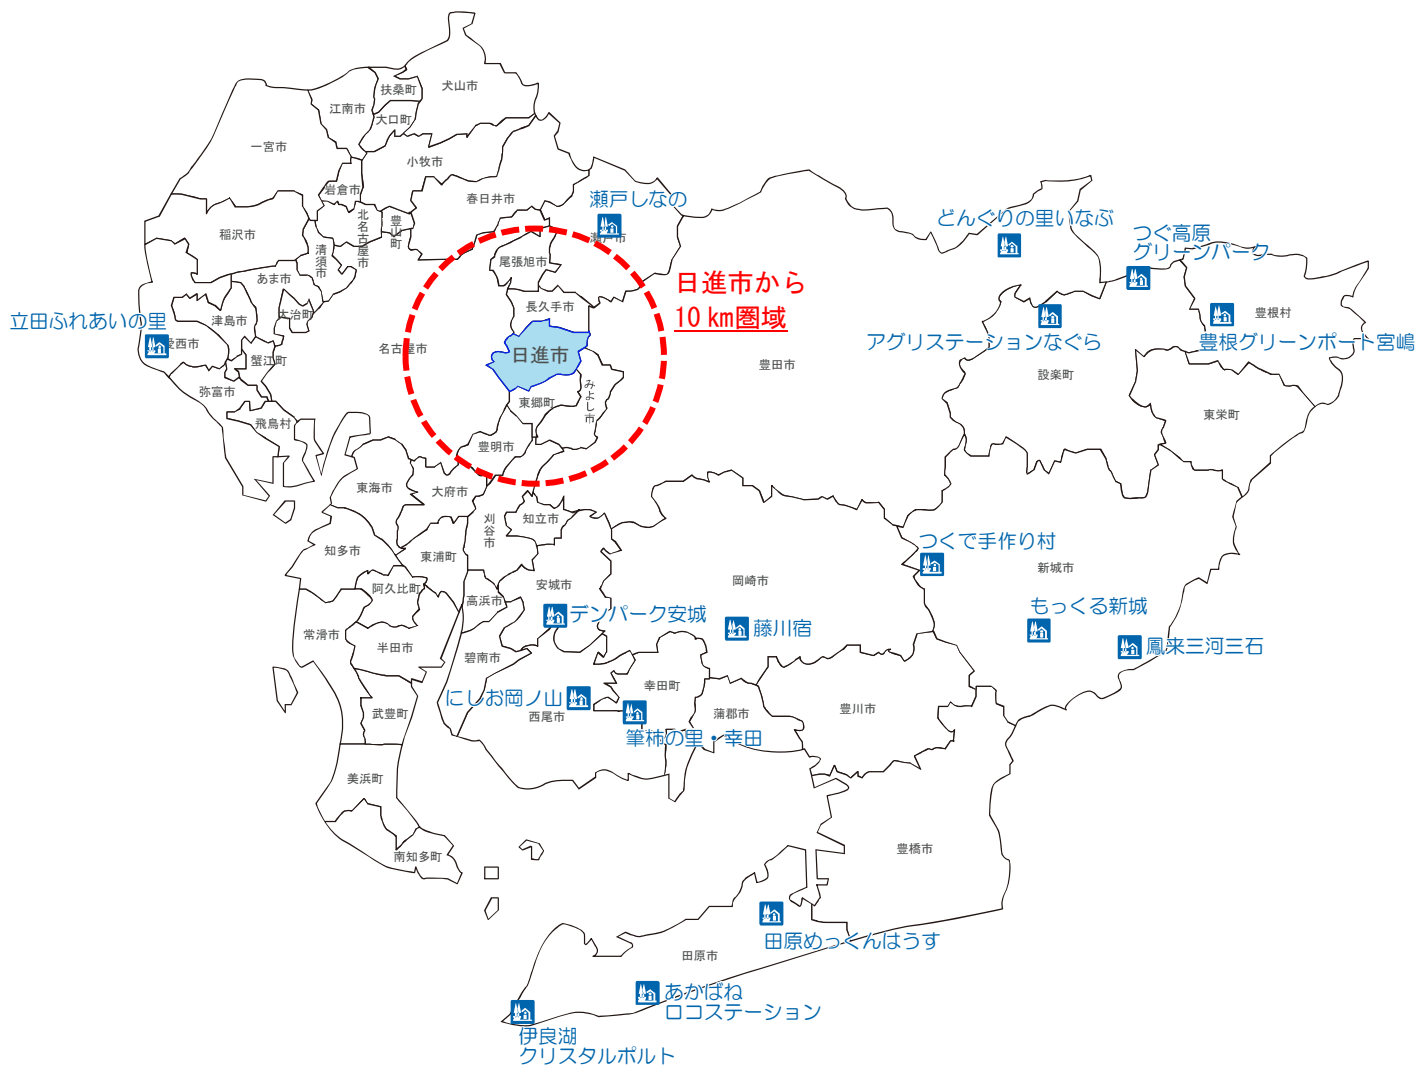 犬山市
扶桑町
江南市
大口町
一宮市
小牧市
岩倉市
春日井市
瀬戸しなの
北名古屋市
豊山町
稲沢市
清須市
瀬戸市
どんぐりの里いなぶ
つぐ高原
グリーンパーク
尾張旭市
あま市
日進市から
10km圏域
長久手市
大治町
津島市
立田ふれあいの里
愛西市
豊根村
豊根グリーンポート宮嶋
アグリステーションなぐら
名古屋市
日進市
蟹江町
豊田市
設楽町
弥富市
みよし市
東郷町
東栄町
飛島村
豊明市
東海市
大府市
刈谷市
知立市
知多市
東浦町
つくで手作り村
新城市
阿久比町
高浜市
安城市
岡崎市
もっくる新城
デンパーク安城
藤川宿
常滑市
半田市
鳳来三河三石
碧南市
幸田町
にしお岡ノ山
西尾市
武豊町
蒲郡市
豊川市
筆柿の里・幸田
美浜町
南知多町
豊橋市
田原めっくんはうす
田原市
あかばね
ロコステーション
伊良湖
クリスタルポルト